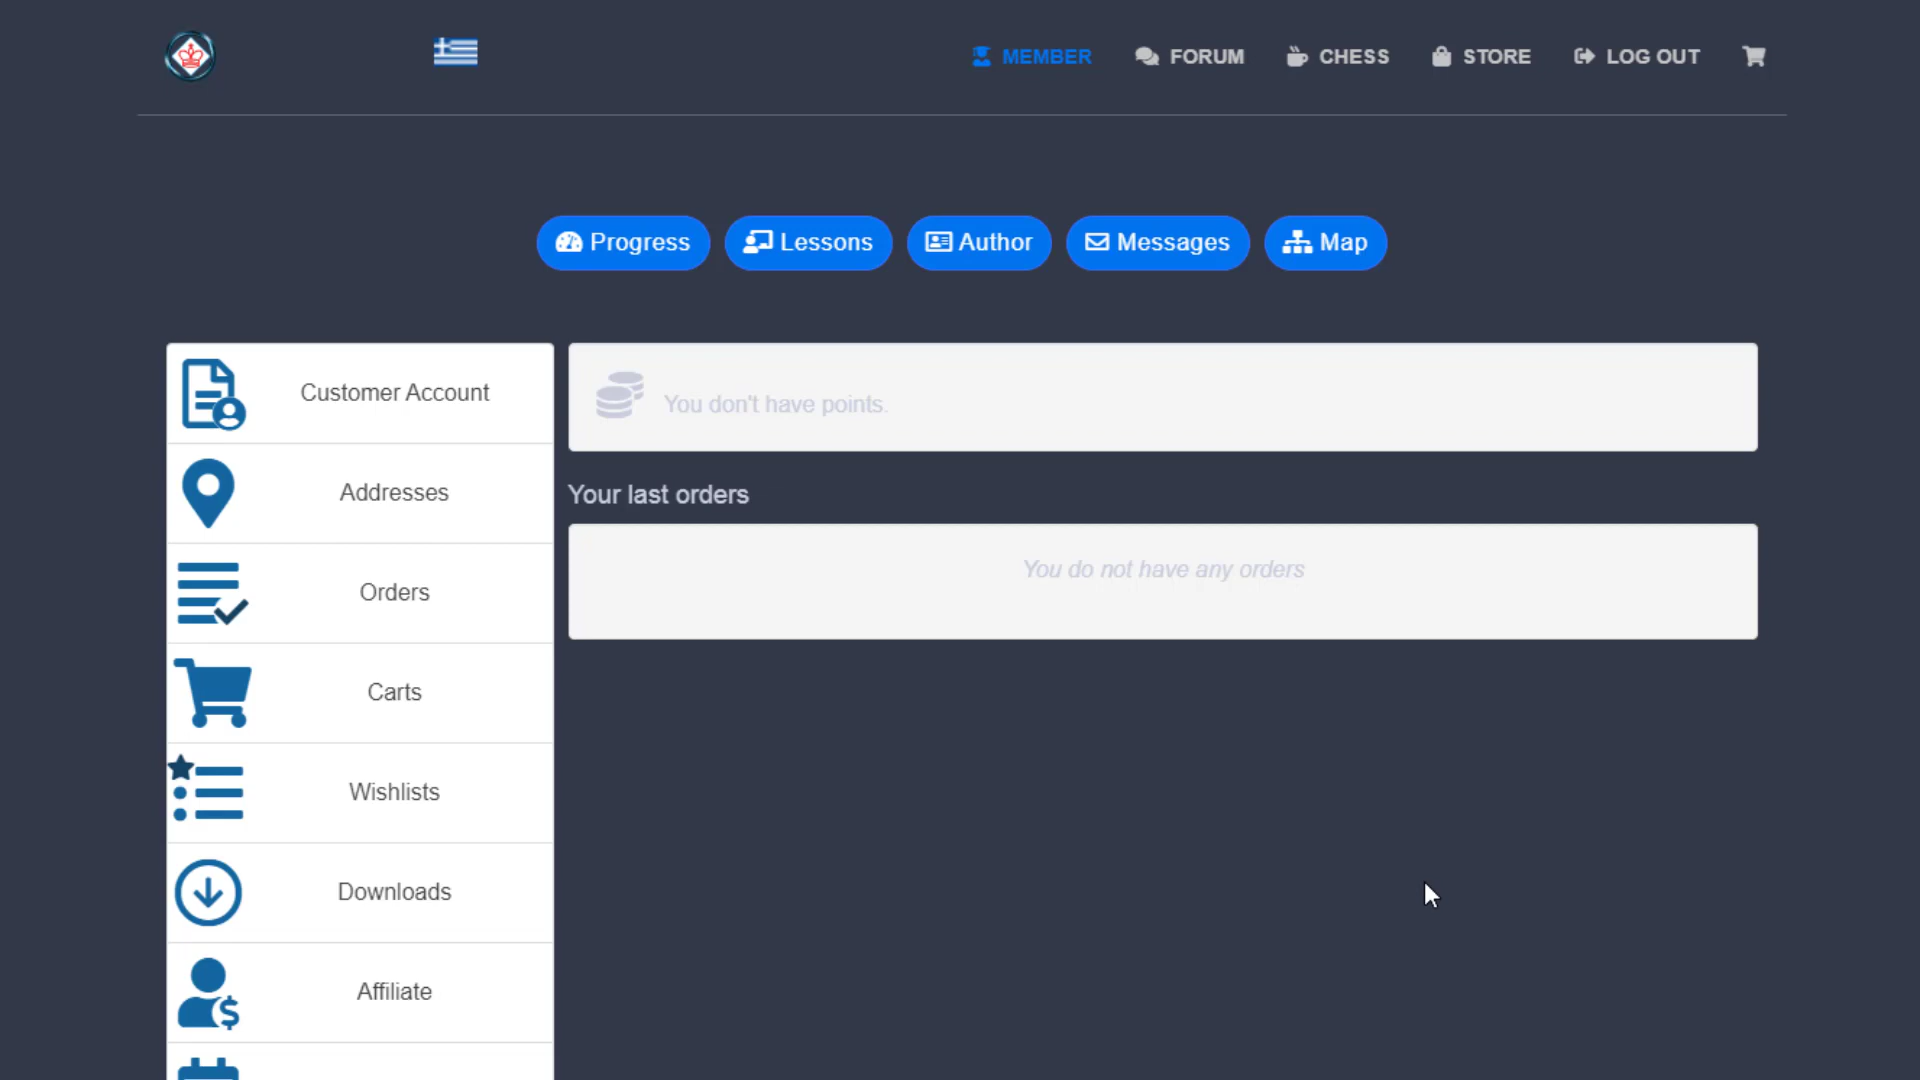 MEMBER FORUM CHESS STORE LOG OUT
Progress Lessons Author Messages Map
Customer Account
You don't have points.
Addresses
Your last orders
You do not have any orders
Orders
Carts
Wishlists
Downloads
Affiliate